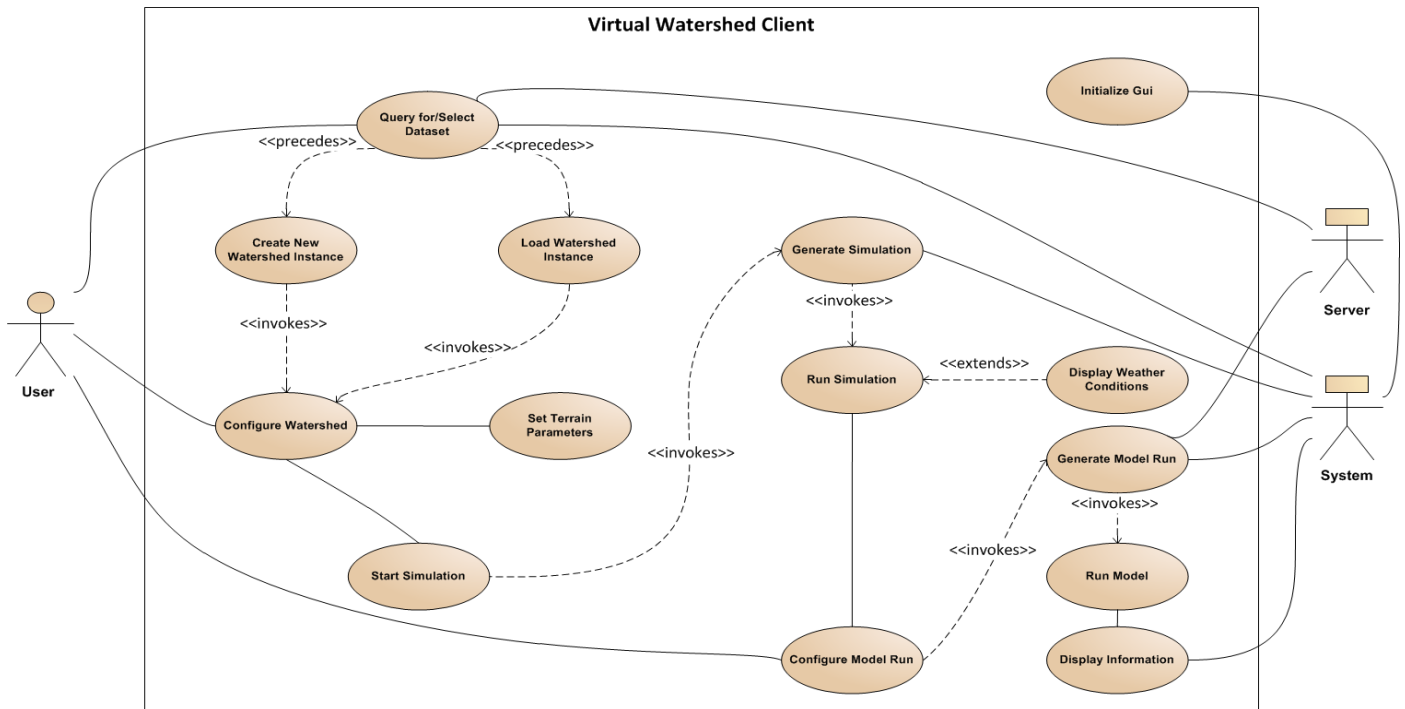 Virtual Watershed Client
Initialize Gui
Query for/Select
Dataset
<<precedes>>
<<precedes>>
Create New
Watershed Instance
Load Watershed
Instance
Generate Simulation
Server
<<invokes>>
<<invokes>>
<<invokes>>
User
Run Simulation
<<extends>>
Display Weather
Conditions
Configure Watershed
Set Terrain
Parameters
<<invokes>>
Generate Model Run
System
<<invokes>>
<<invokes>>
Start Simulation
Run Model
Configure Model Run
Display Information